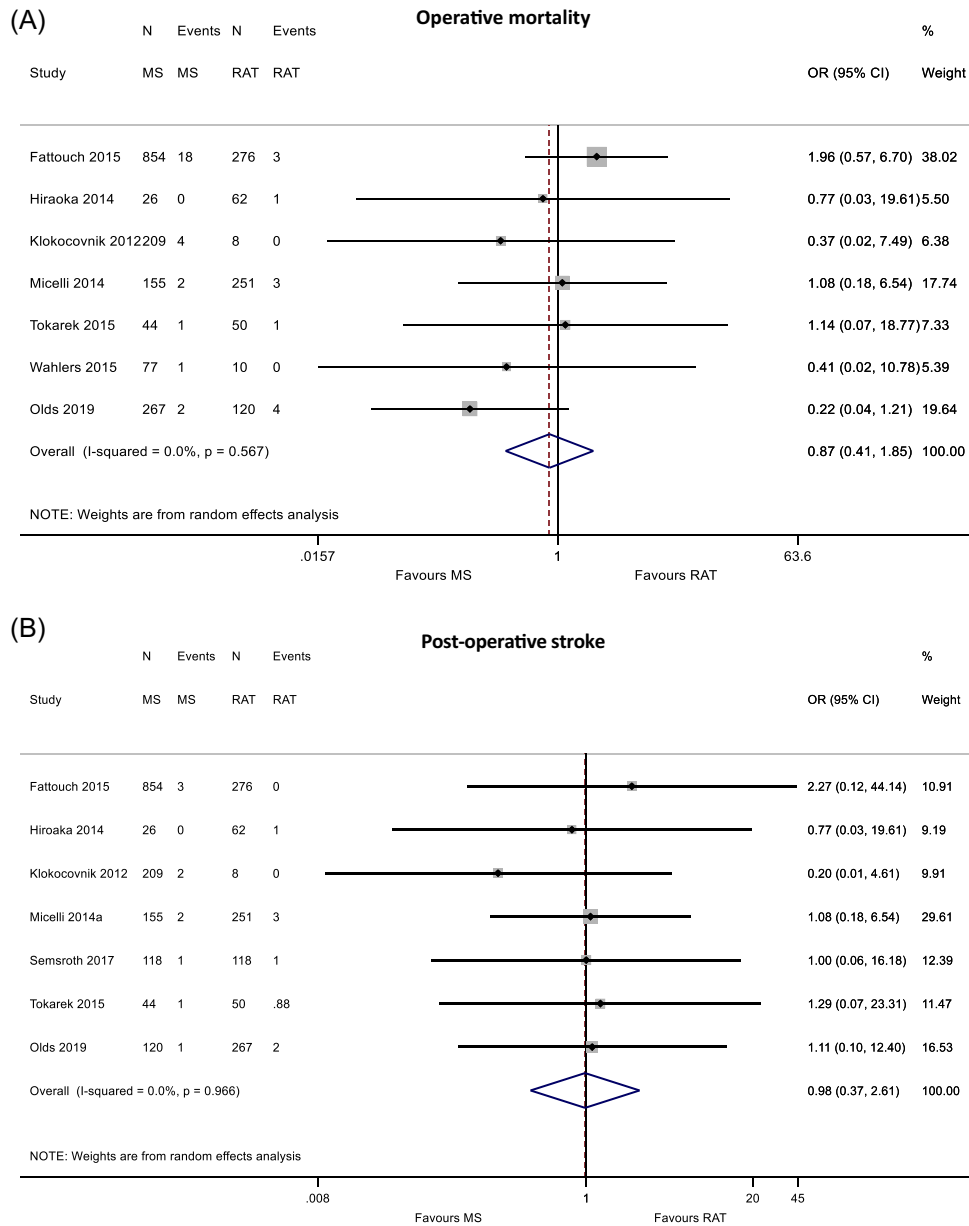 (A)
Operative mortality
N Events N Events %
Study MS MS RAT RAT OR (95% CI) Weight
Fattouch 2015 854 18 276 3 1.96 (0.57, 6.70) 38.02
Hiraoka 2014 26 0 62 1 0.77 (0.03, 19.61) 5.50
Klokocovnik 2012 209 4 8 0 0.37 (0.02, 7.49) 6.38
Micelli 2014 155 2 251 3 1.08 (0.18, 6.54) 17.74
Tokarek 2015 44 1 50 1 1.14 (0.07, 18.77) 7.33
Wahlers 2015 77 1 10 0 0.41 (0.02, 10.78) 5.39
Olds 2019 267 2 120 4 0.22 (0.04, 1.21) 19.64
Overall (I-squared = 0.0%, p = 0.567) 0.87 (0.41, 1.85) 100.00
NOTE: Weights are from random effects analysis
.0157 1 63.6
Favours MS Favours RAT
(B)
Post-operative stroke
N Events N Events %
Study MS MS RAT RAT OR (95% CI) Weight
Fattouch 2015 854 3 276 0 2.27 (0.12, 44.14) 10.91
Hiroaka 2014 26 0 62 1 0.77 (0.03, 19.61) 9.19
Klokocovnik 2012 209 2 8 0 0.20 (0.01, 4.61) 9.91
Micelli 2014a 155 2 251 3 1.08 (0.18, 6.54) 29.61
Semsroth 2017 118 1 118 1 1.00 (0.06, 16.18) 12.39
Tokarek 2015 44 1 50 .88 1.29 (0.07, 23.31) 11.47
Olds 2019 120 1 267 2 1.11 (0.10, 12.40) 16.53
Overall (I-squared = 0.0%, p = 0.966) 0.98 (0.37, 2.61) 100.00
NOTE: Weights are from random effects analysis
.008 1 20 45
Favours MS Favours RAT